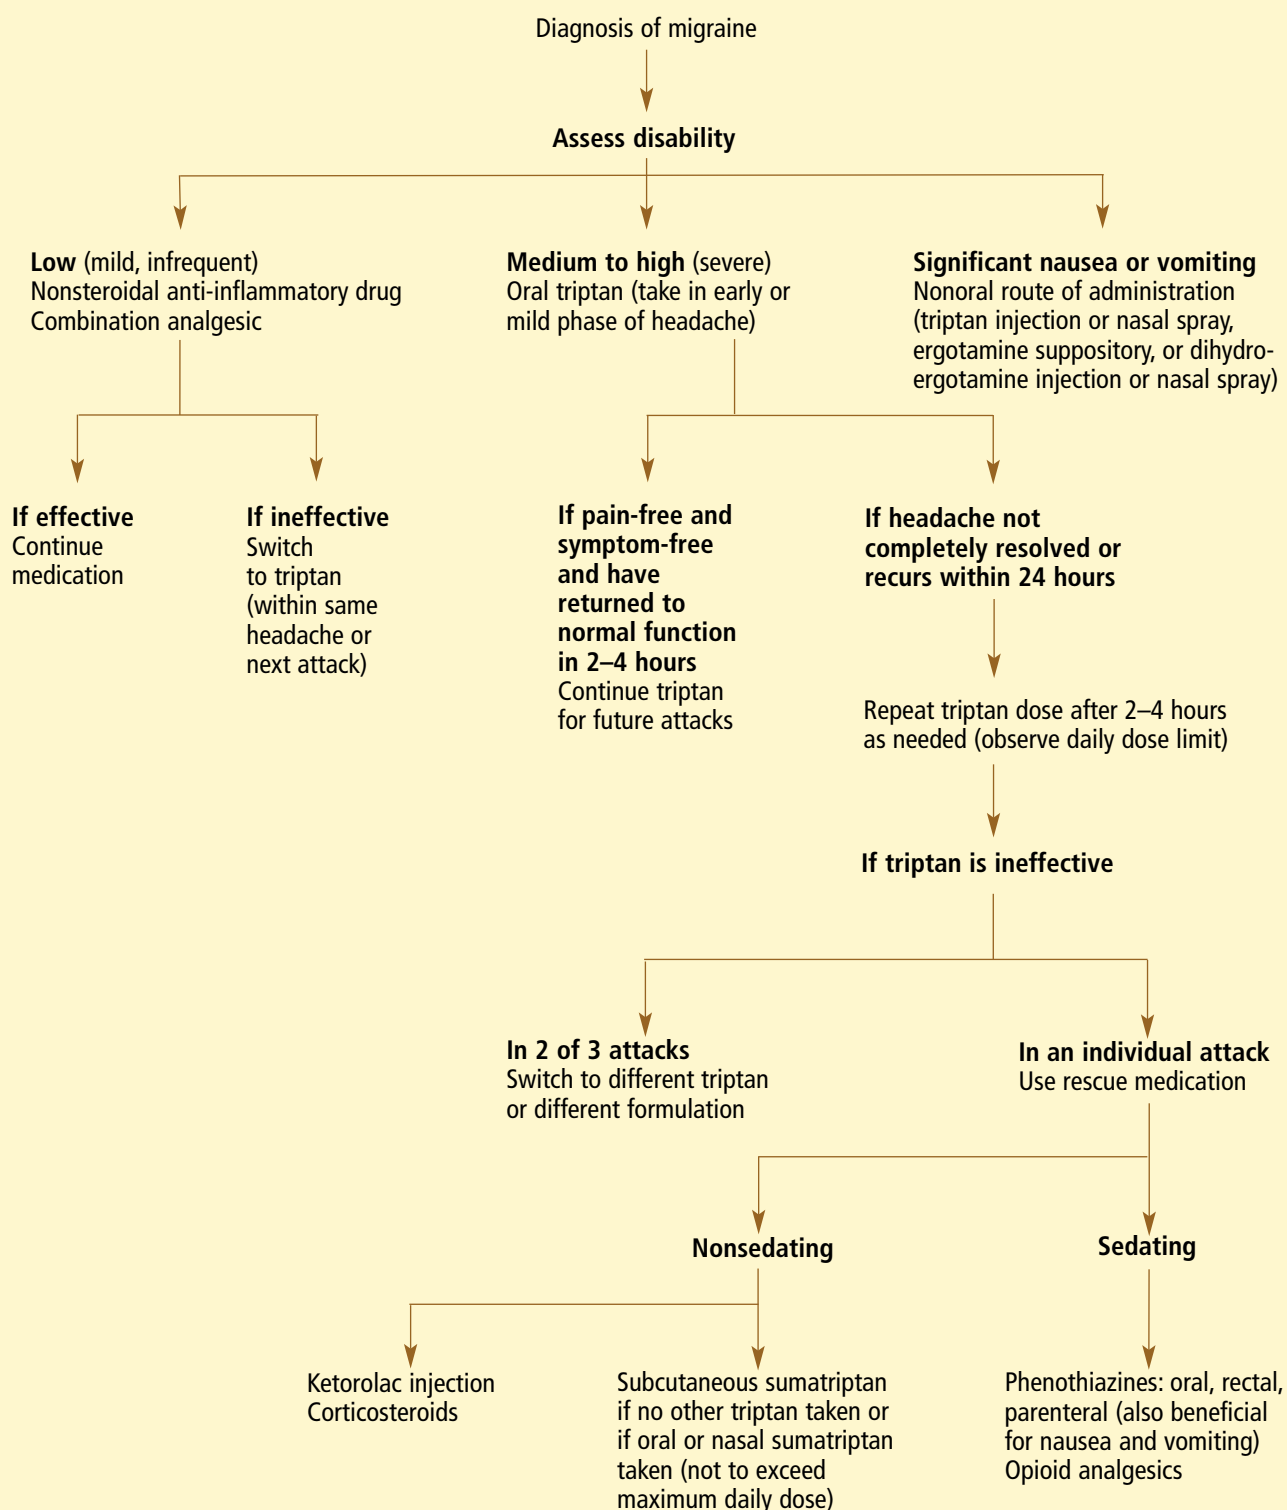 Diagnosis of migraine
Assess disability
Low (mild, infrequent)
Nonsteroidal anti-inflammatory drug
Combination analgesic
Medium to high (severe)
Oral triptan (take in early or
mild phase of headache)
Significant nausea or vomiting
Nonoral route of administration
(triptan injection or nasal spray,
ergotamine suppository, or dihydro-
ergotamine injection or nasal spray)
If effective
Continue
medication
If ineffective
Switch
to triptan
(within same
headache or
next attack)
If pain-free and
symptom-free
and have
returned to
normal function
in 2–4 hours
Continue triptan
for future attacks
If headache not
completely resolved or
recurs within 24 hours
Repeat triptan dose after 2–4 hours
as needed (observe daily dose limit)
If triptan is ineffective
In 2 of 3 attacks
Switch to different triptan
or different formulation
In an individual attack
Use rescue medication
Nonsedating
Sedating
Ketorolac injection
Corticosteroids
Subcutaneous sumatriptan
if no other triptan taken or
if oral or nasal sumatriptan
taken (not to exceed
maximum daily dose)
Phenothiazines: oral, rectal,
parenteral (also beneficial
for nausea and vomiting)
Opioid analgesics